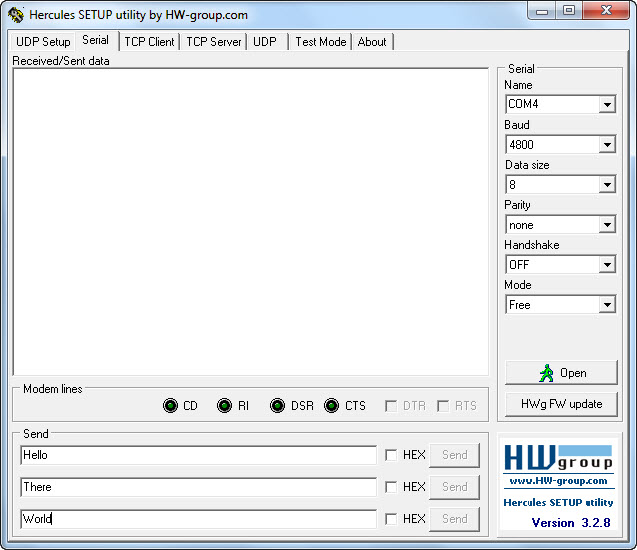 Hercules SETUP utility by HW-group.com
UDP Setup Serial TCP Client TCP Server UDP Test Mode About
Received/Sent data
Serial
Name
COM4
Baud
4800
Data size
8
Parity
none
Handshake
OFF
Mode
Free
Open
HWg FW update
Modem lines
CD RI DSR CTS DTR RTS
Send
Hello HEX Send
There HEX Send
World HEX Send
HWgroup
www.HW-group.com
Hercules SETUP utility
Version 3.2.8